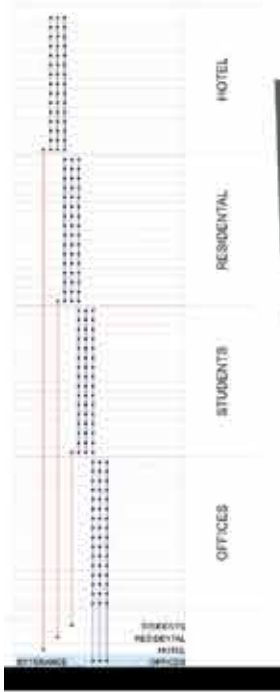 HOTEL
RESIDENTAL
STUDENTS
OFFICES
STUDENTS
RESIDENTAL
HOTEL
ENTERANCE
OFFICES